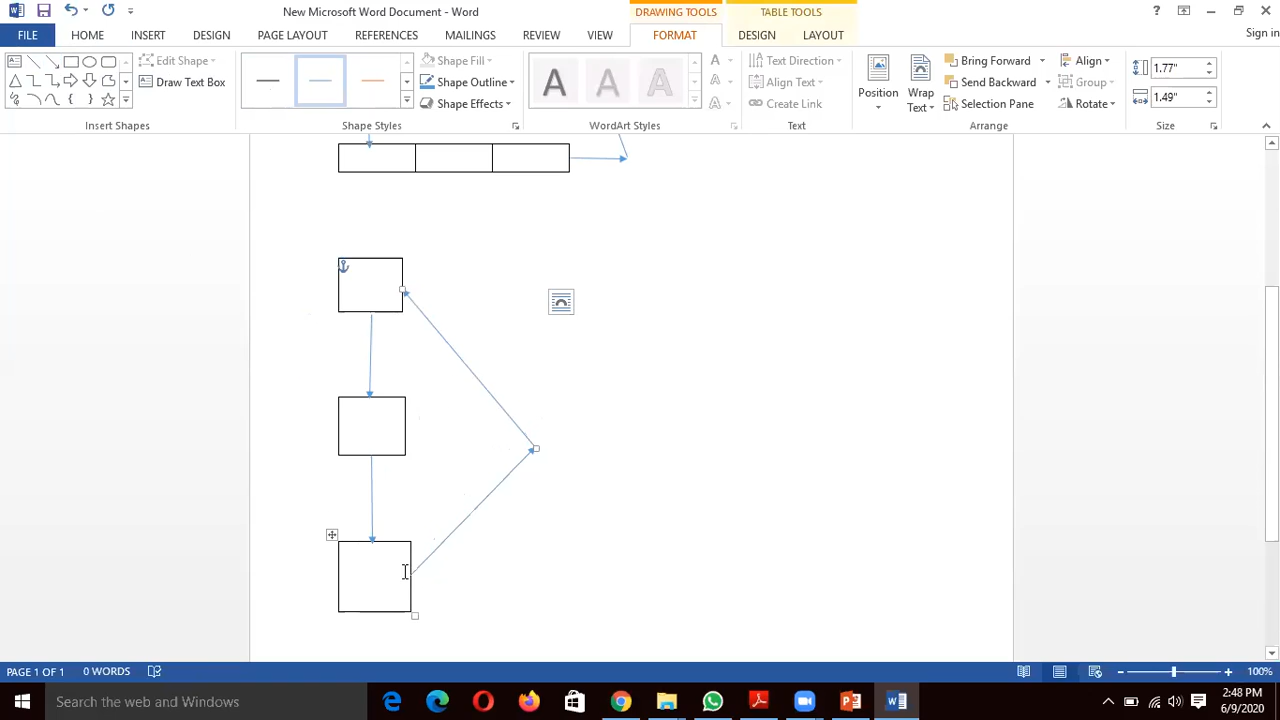 New Microsoft Word Document - Word
DRAWING TOOLS
TABLE TOOLS
?
Sign in
FILE
HOME
INSERT
DESIGN
PAGE LAYOUT
REFERENCES
MAILINGS
REVIEW
VIEW
FORMAT
DESIGN
LAYOUT
Edit Shape
Draw Text Box
Insert Shapes
Shape Fill
Shape Outline
Shape Effects
Shape Styles
A A A
WordArt Styles
Text Direction
Align Text
Create Link
Text
Position
Wrap
Text
Bring Forward
Send Backward
Selection Pane
Align
Group
Rotate
Arrange
1.77"
1.49"
Size
PAGE 1 OF 1
0 WORDS
100%
Search the web and Windows
2:48 PM
6/9/2020